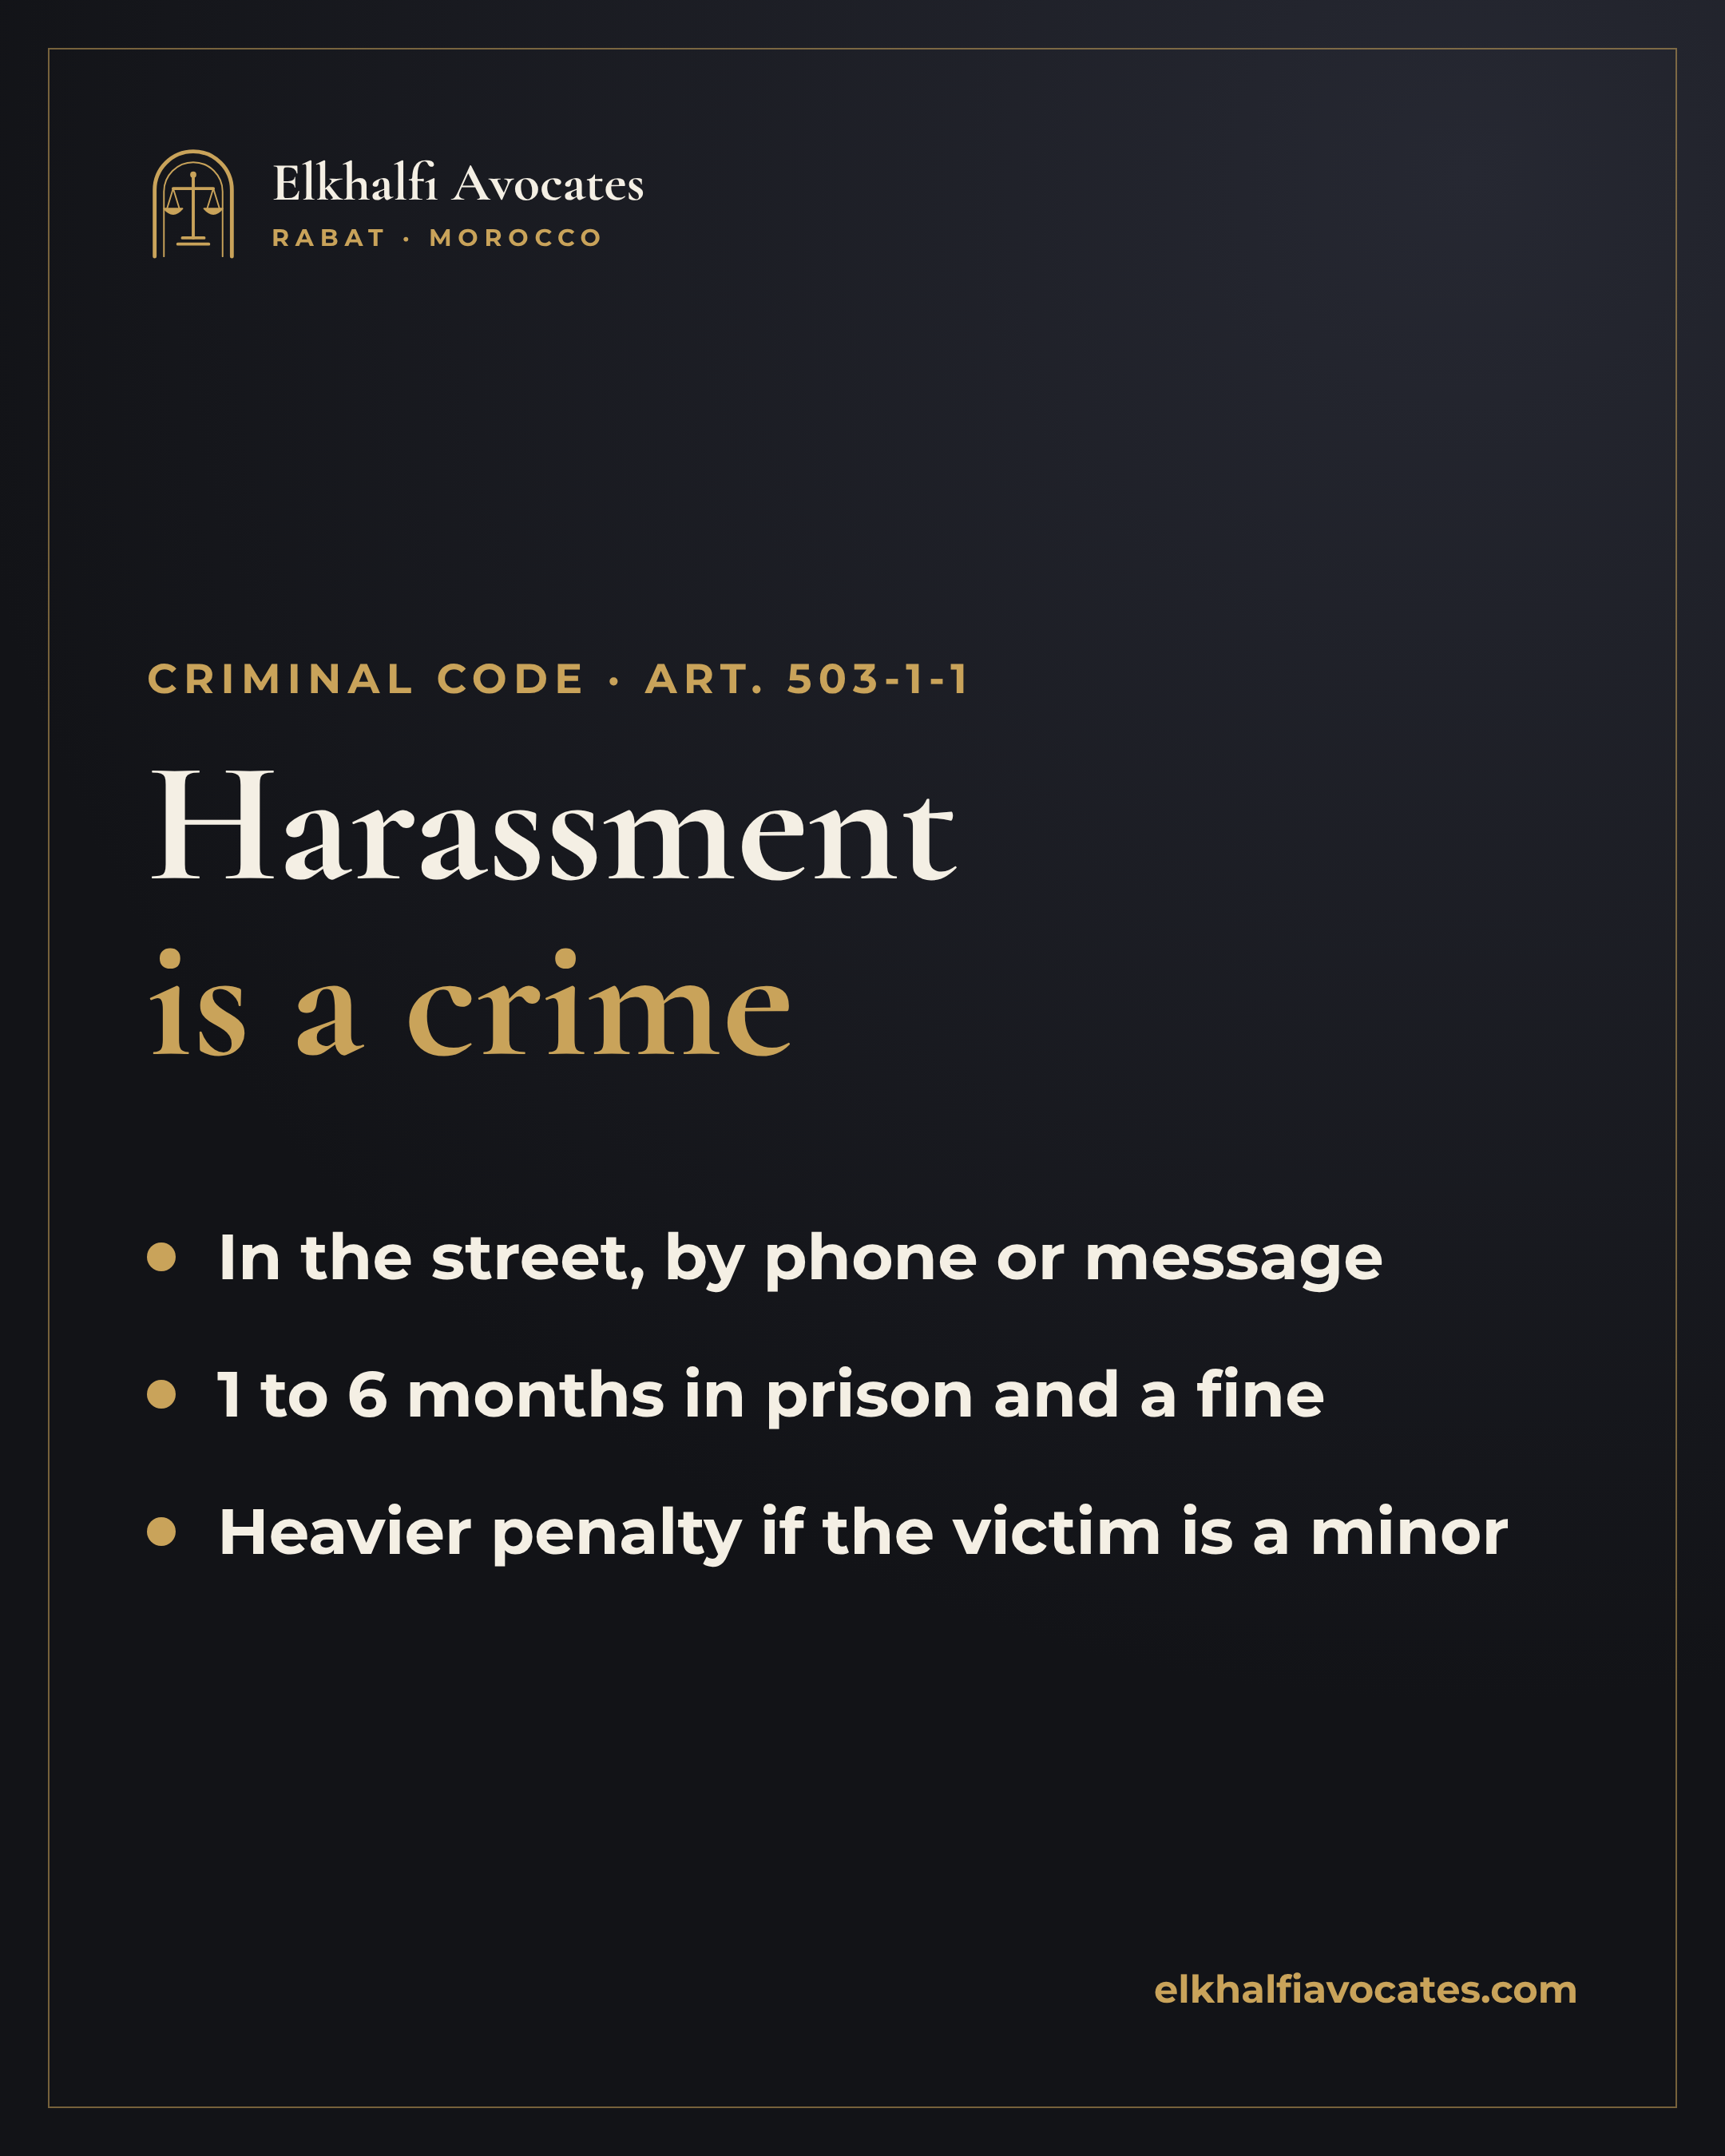 Elkhalfi Avocates
RABAT · MOROCCO
CRIMINAL CODE · ART. 503-1-1
Harassment
is a crime
In the street, by phone or message
1 to 6 months in prison and a fine
Heavier penalty if the victim is a minor
elkhalfiavocates.com